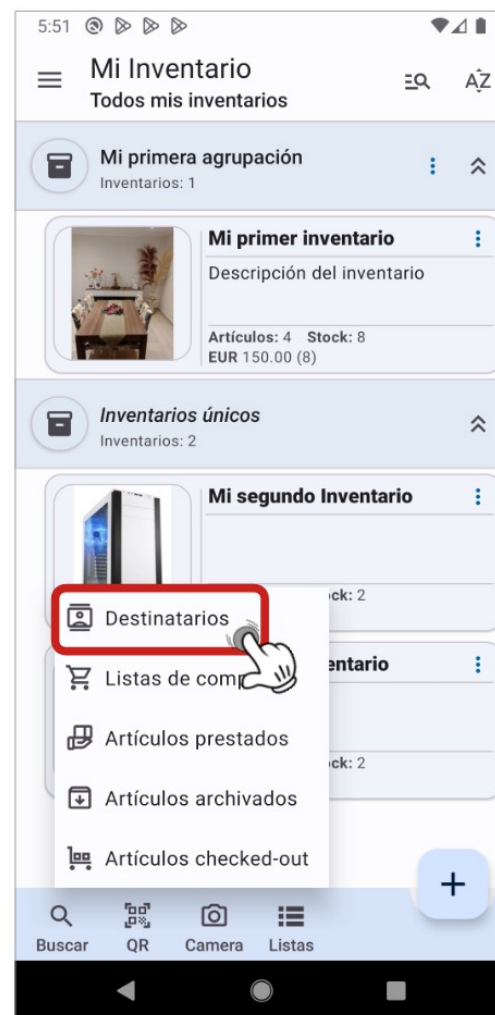 5:51
Mi Inventario
Todos mis inventarios
Mi primera agrupación
Inventarios: 1
Mi primer inventario
Descripción del inventario
Artículos: 4 Stock: 8
EUR 150.00 (8)
Inventarios únicos
Inventarios: 2
Mi segundo Inventario
: 2
Destinatarios
Listas de
Artículos prestados
: 2
Artículos archivados
Artículos checked-out
Buscar QR Camera Listas